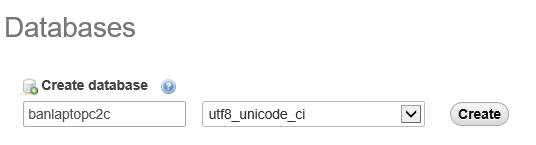 Databases
Create database
banlaptopc2c utf8_unicode_ci Create